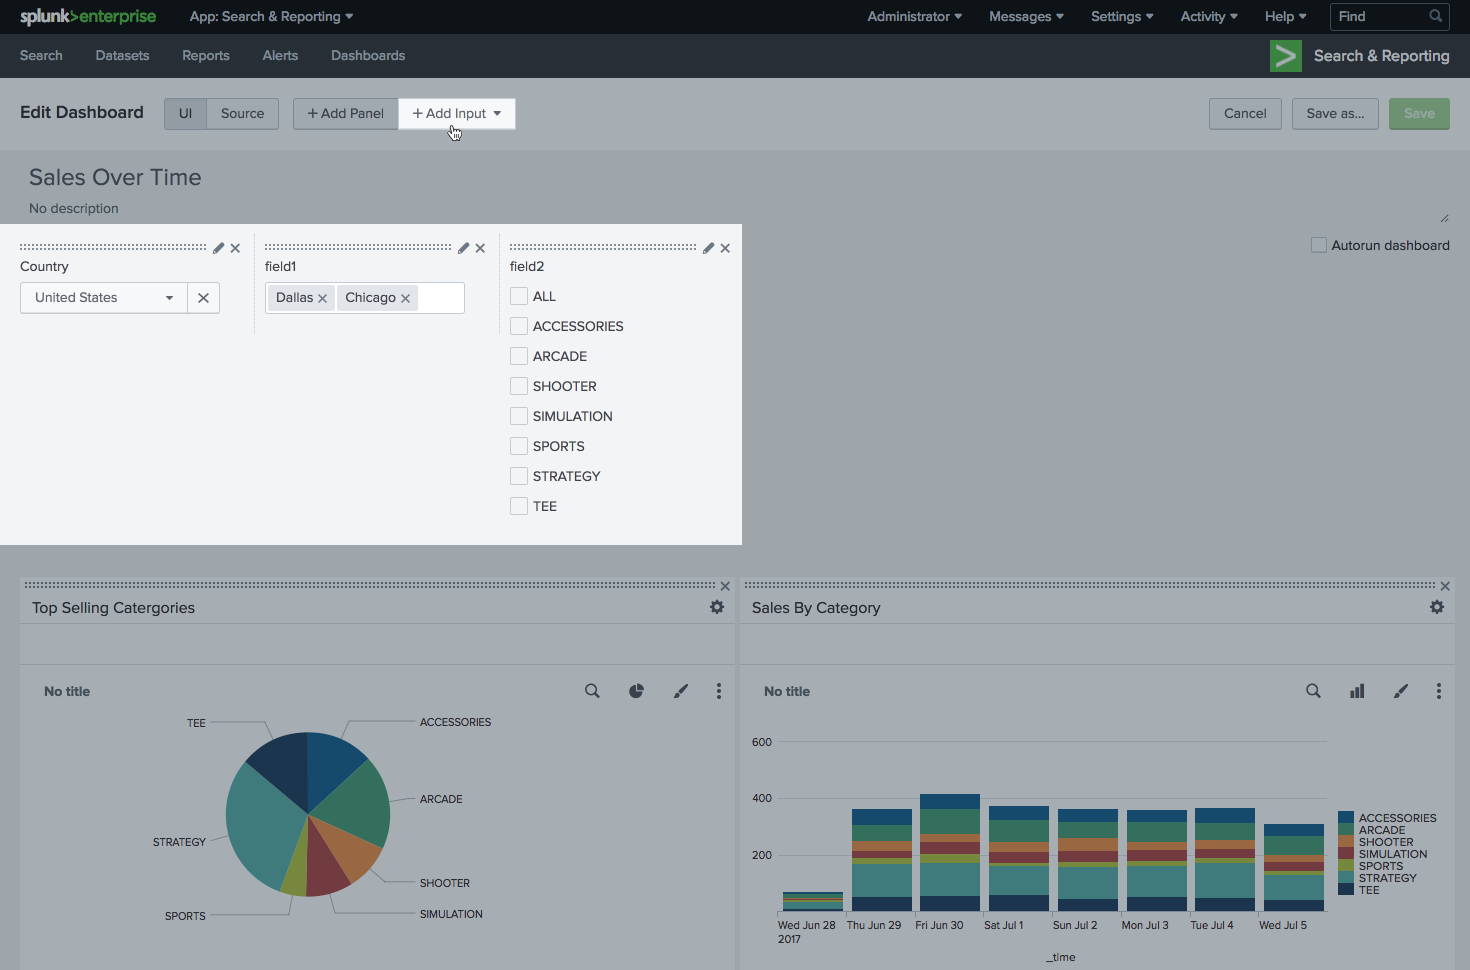 splunk>enterprise App: Search & Reporting Administrator Messages Settings Activity Help Find
Search Datasets Reports Alerts Dashboards Search & Reporting
Edit Dashboard UI Source + Add Panel + Add Input Cancel Save as... Save
Sales Over Time
No description
Autorun dashboard
Country
United States
field1
Dallas Chicago
field2
ALL
ACCESSORIES
ARCADE
SHOOTER
SIMULATION
SPORTS
STRATEGY
TEE
Top Selling Catergories
No title
TEE
ACCESSORIES
ARCADE
STRATEGY
SHOOTER
SPORTS
SIMULATION
Sales By Category
No title
600
400
200
Wed Jun 28 Thu Jun 29 Fri Jun 30 Sat Jul 1 Sun Jul 2 Mon Jul 3 Tue Jul 4 Wed Jul 5
2017
_time
ACCESSORIES
ARCADE
SHOOTER
SIMULATION
SPORTS
STRATEGY
TEE